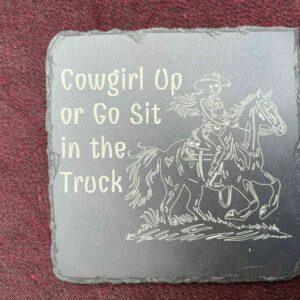 Cowgirl Up
or Go Sit
in the
Truck